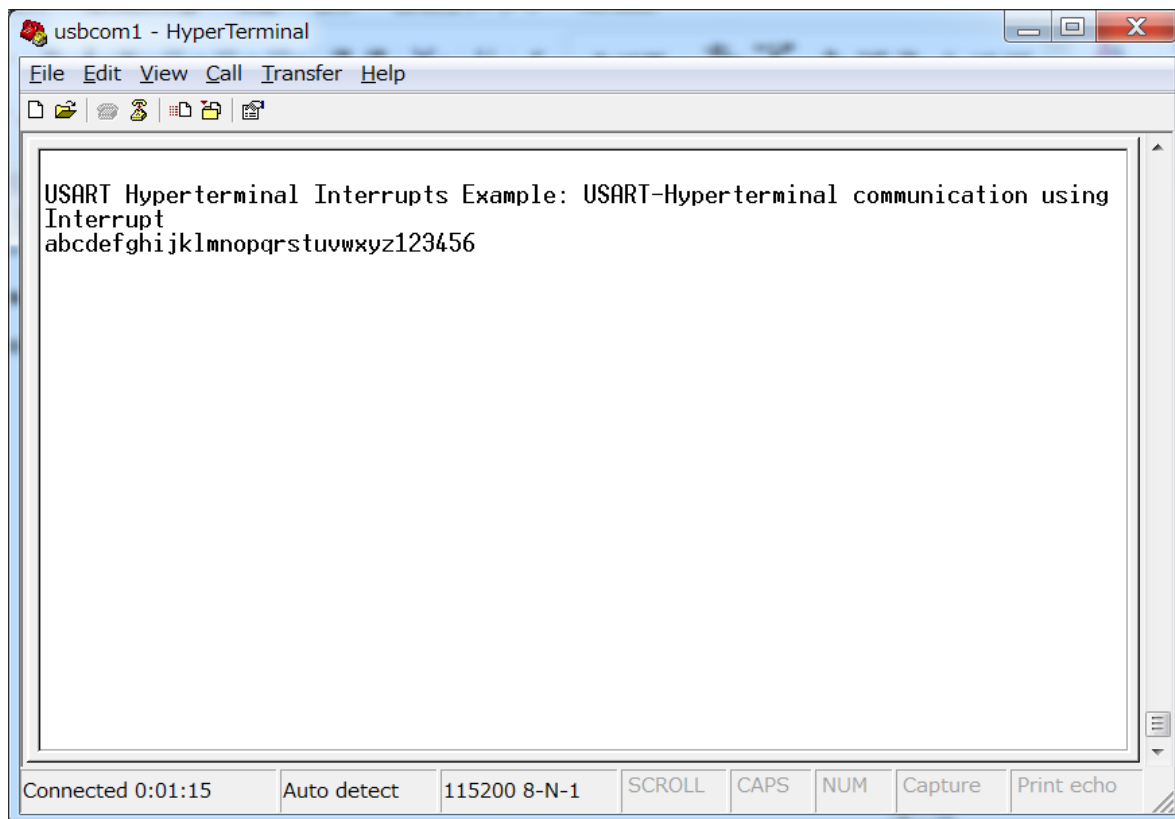 usbcom1 - HyperTerminal
File Edit View Call Transfer Help
USART Hyperterminal Interrupts Example: USART-Hyperterminal communication using
Interrupt
abcdefghijklmnopqrstuvwxyz123456
Connected 0:01:15 Auto detect 115200 8-N-1 SCROLL CAPS NUM Capture Print echo